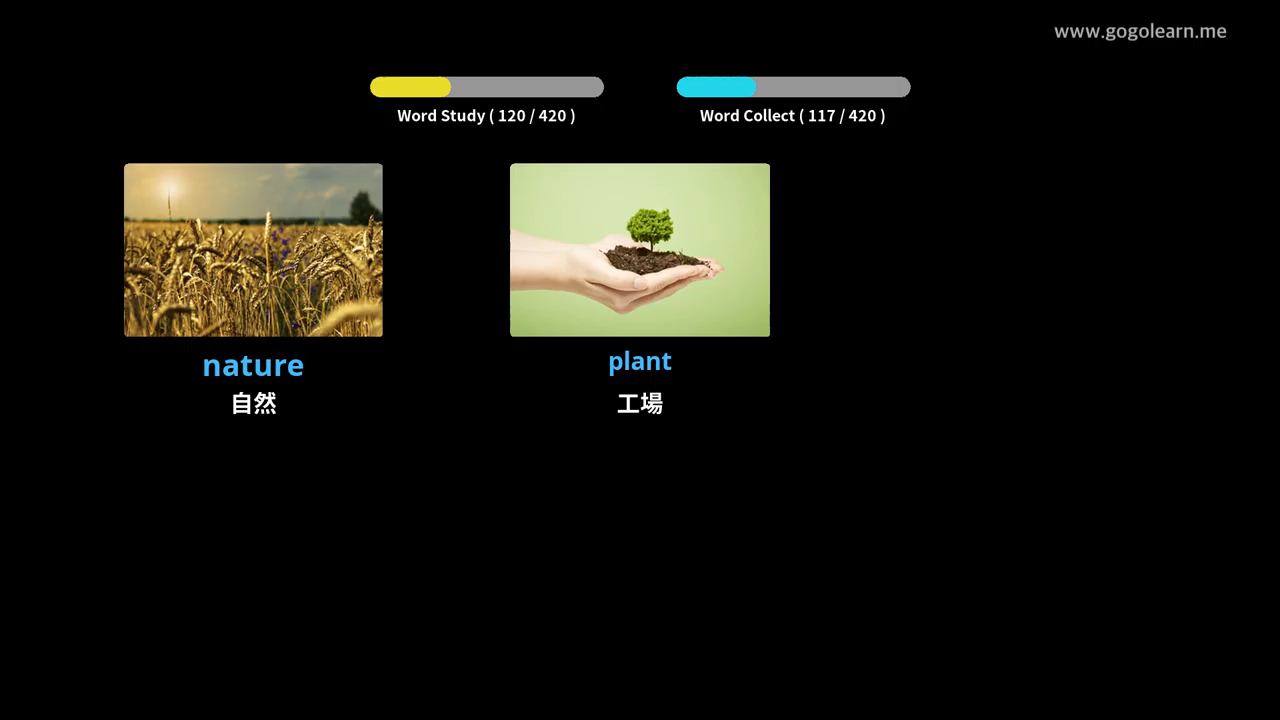 www.gogolearn.me
Word Study ( 120 / 420 )
Word Collect ( 117 / 420 )
nature
自然
plant
工場